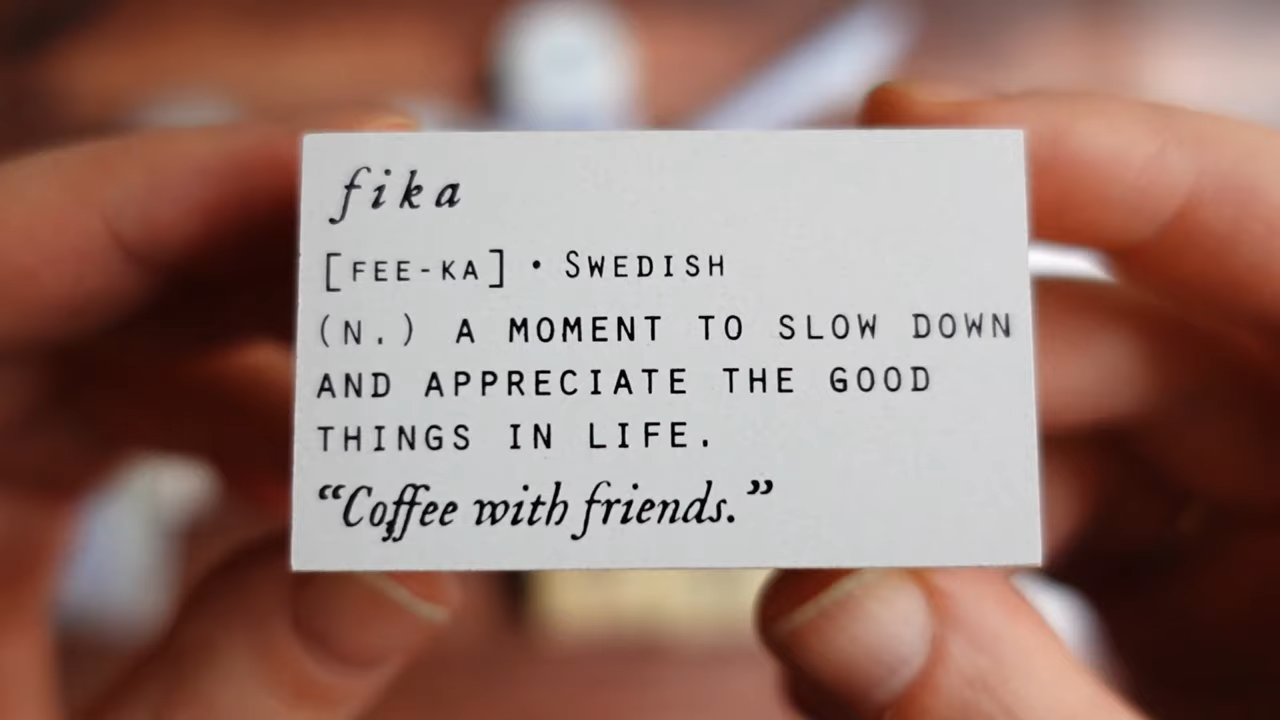 fika
[FEE-KA] • SWEDISH
(N.) A MOMENT TO SLOW DOWN
AND APPRECIATE THE GOOD
THINGS IN LIFE.
“Coffee with friends.”